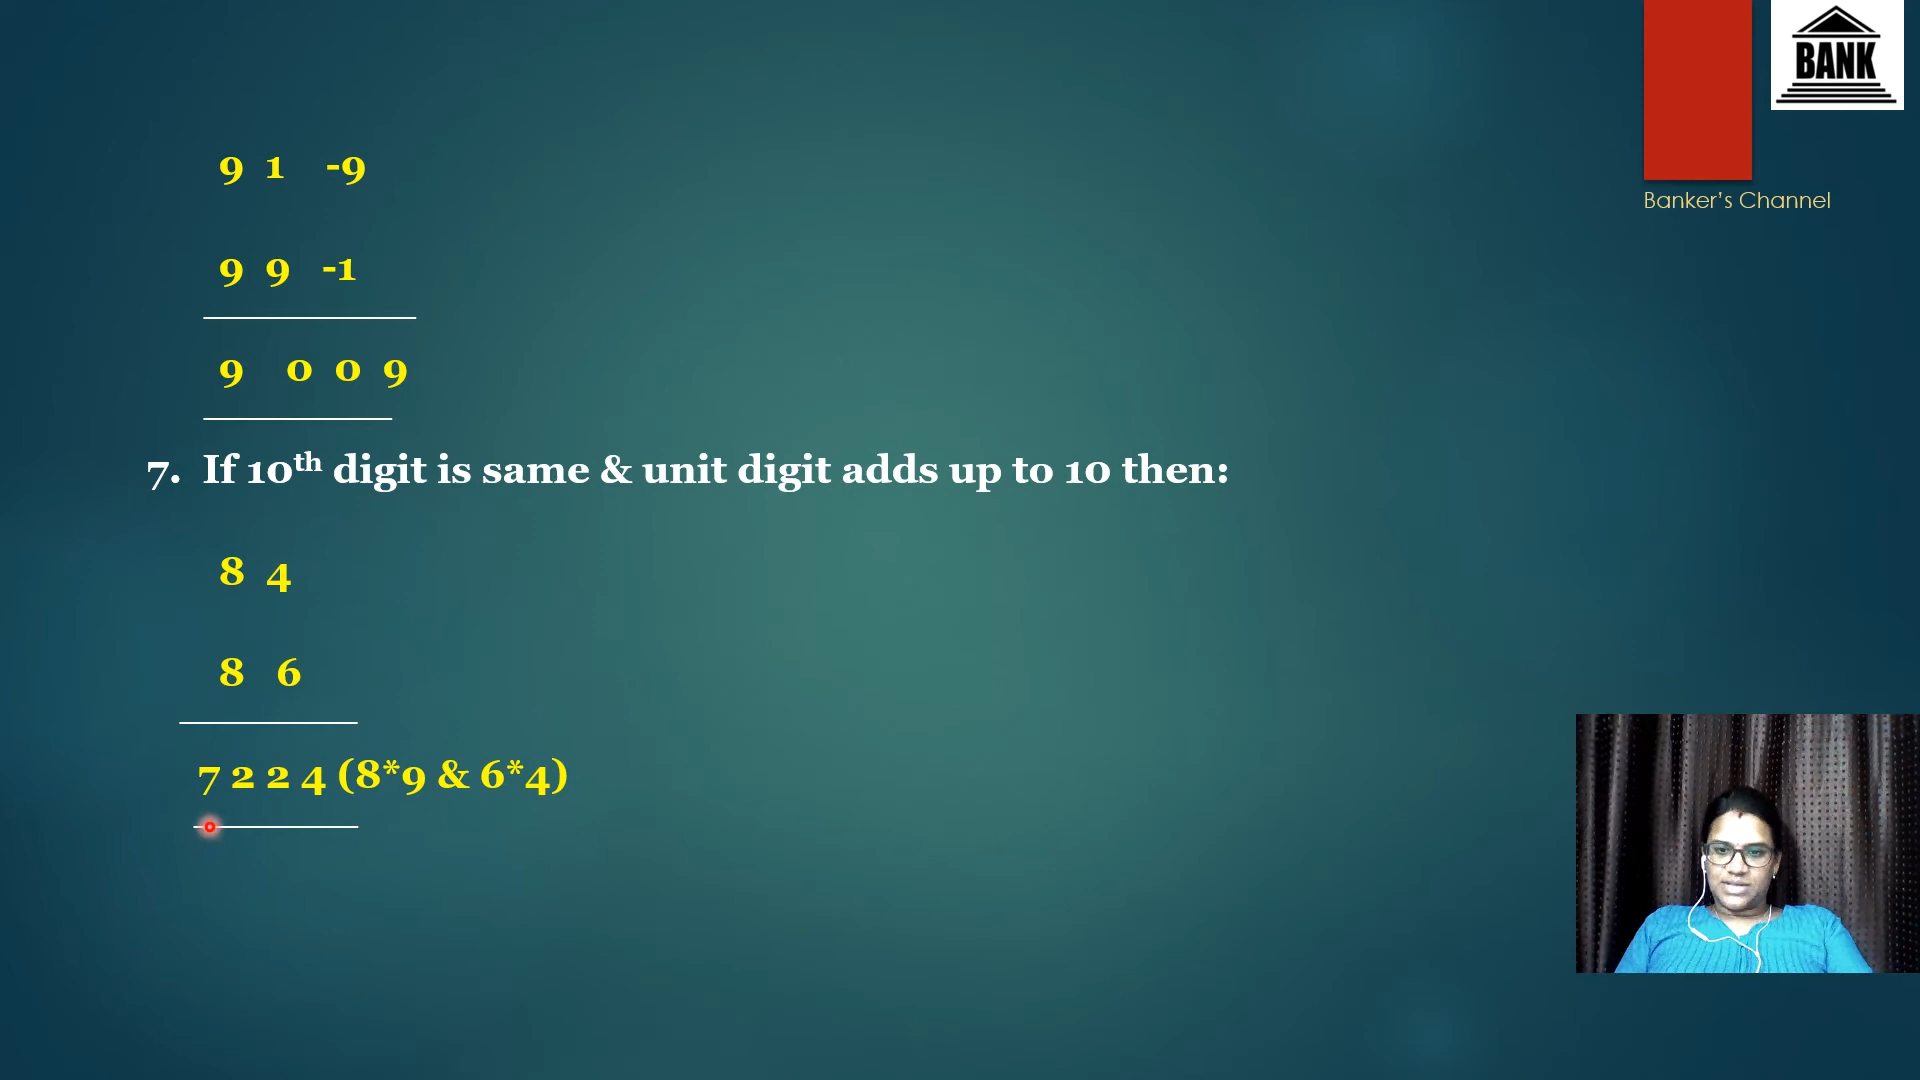 BANK
Banker's Channel
9 1 -9
9 9 -1
9 0 0 9
7. If 10th digit is same & unit digit adds up to 10 then:
8 4
8 6
7 2 2 4 (8*9 & 6*4)